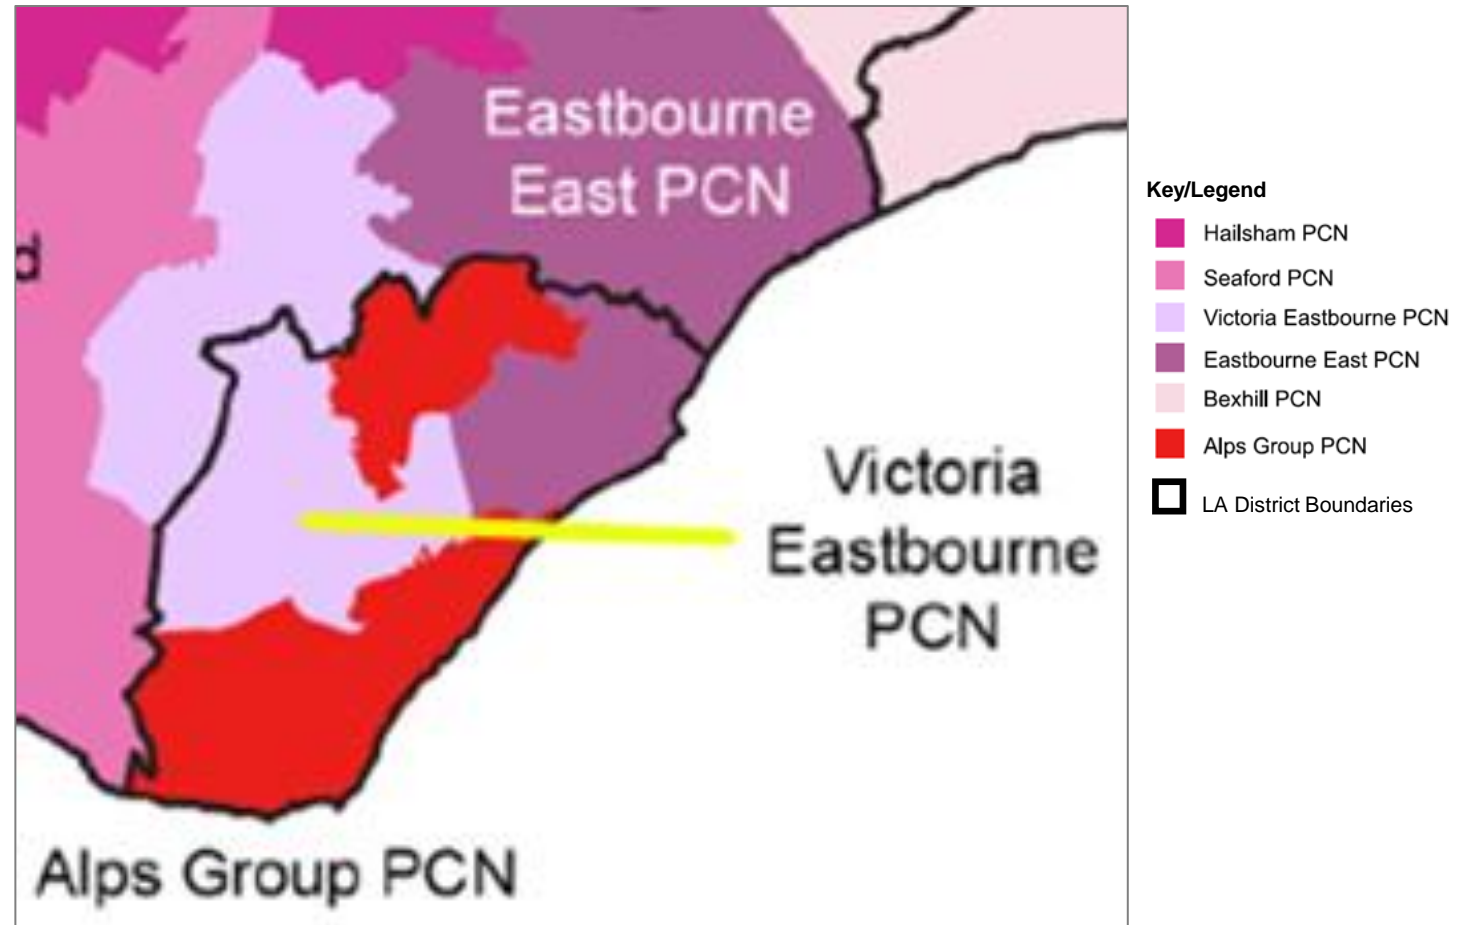 Eastbourne
East PCN
d
Victoria
Eastbourne
PCN
Alps Group PCN
Key/Legend
Hailsham PCN
Seaford PCN
Victoria Eastbourne PCN
Eastbourne East PCN
Bexhill PCN
Alps Group PCN
LA District Boundaries